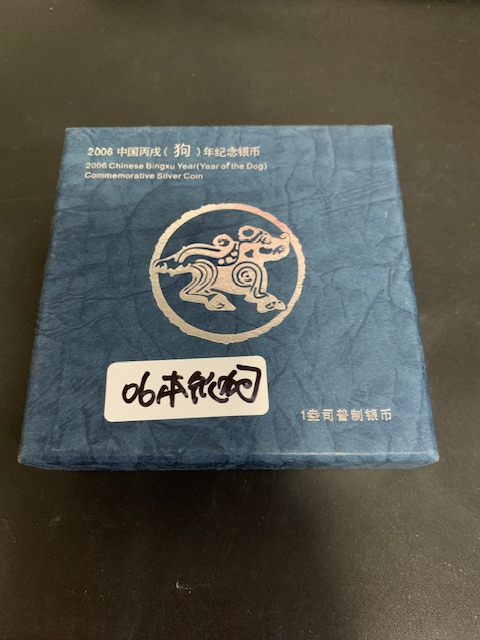 2006 中国丙戌(狗)年纪念银币
2006 Chinese Bingxu Year(Year of the Dog)
Commemorative Silver Coin
06本银狗
1盎司普制银币